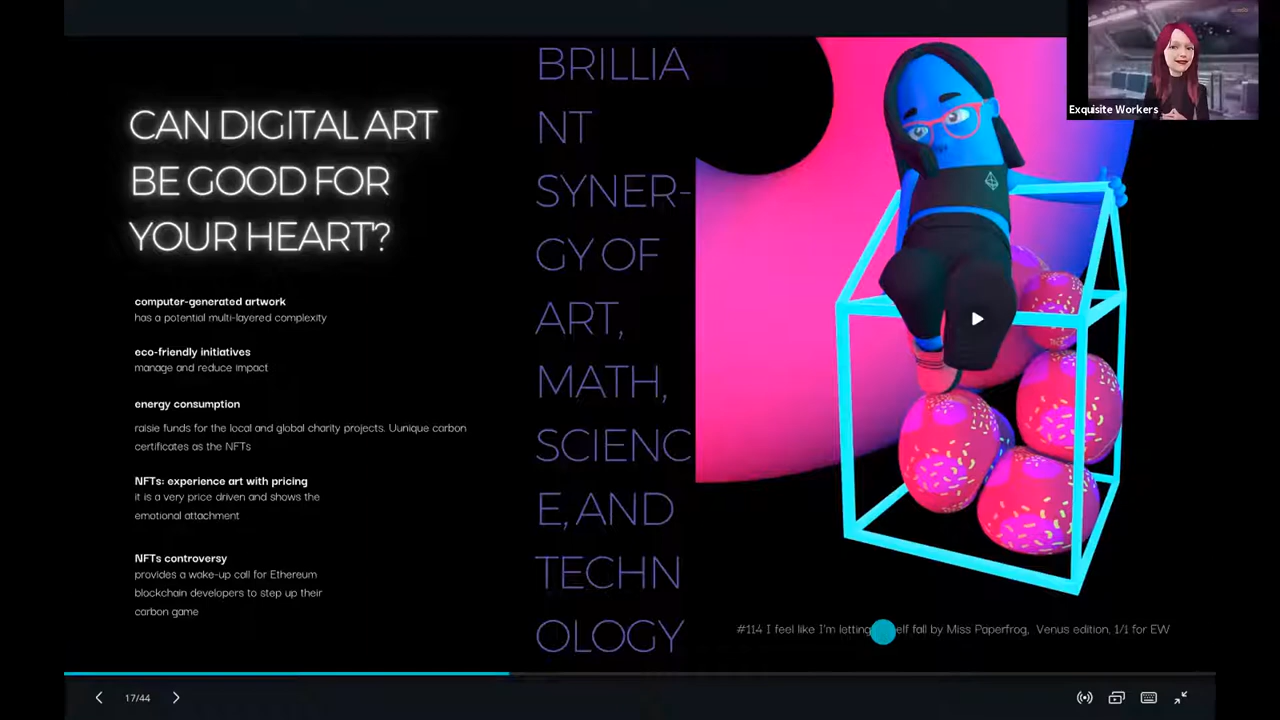 CAN DIGITAL ART
BE GOOD FOR
YOUR HEART'?
computer-generated artwork
has a potential multi-layered complexity
eco-friendly initiatives
manage and reduce impact
energy consumption
raisie funds for the local and global charity projects. Uunique carbon
certificates as the NFTs
NFTs: experience art with pricing
it is a very price driven and shows the
emotional attachment
NFTs controversy
provides a wake-up call for Ethereum
blockchain developers to step up their
carbon game
BRILLIA
NT
SYNER-
GY OF
ART,
MATH,
SCIENC
E, AND
TECHN
OLOGY
Exquisite Workers
#114 I feel like I'm letting elf fall by Miss Paperfrog, Venus edition, 1/1 for EW
17/44